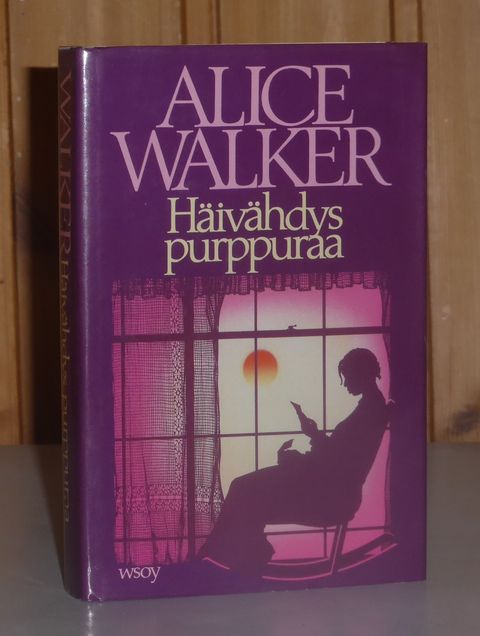 ALICE
WALKER
Häivähdys
purppuraa
wsoy
WALKER Häivähdys purppuraa